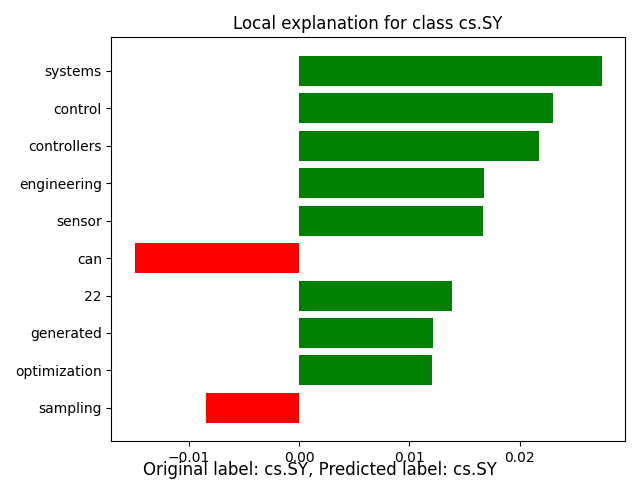 Local explanation for class cs.SY
systems
control
controllers
engineering
sensor
can
22
generated
optimization
sampling
−0.01 0.00 0.01 0.02
Original label: cs.SY, Predicted label: cs.SY